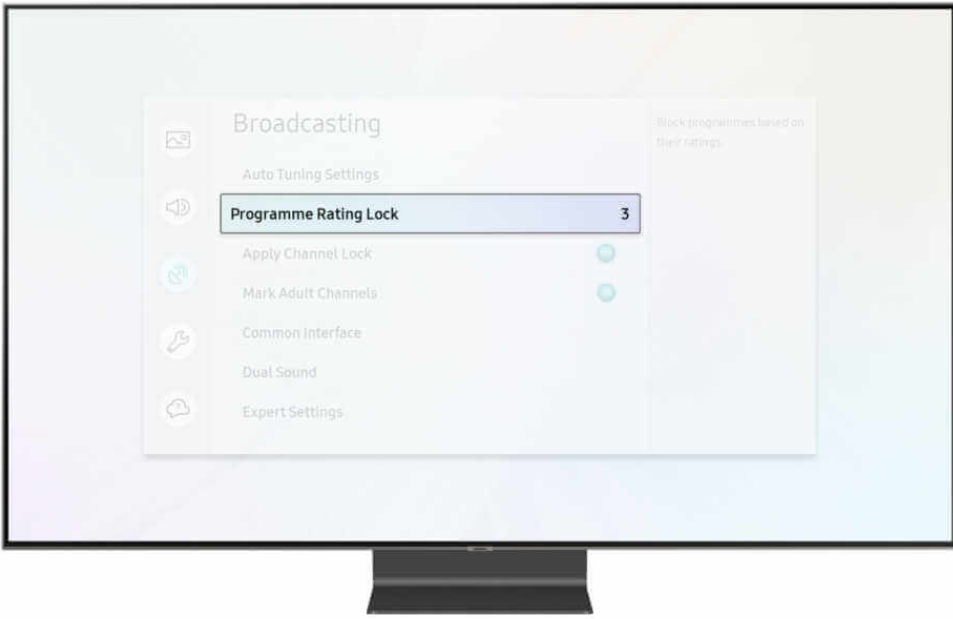 Broadcasting
Auto Tuning Settings
Programme Rating Lock 3
Apply Channel Lock
Mark Adult Channels
Common Interface
Dual Sound
Expert Settings
Block programmes based on
their ratings.